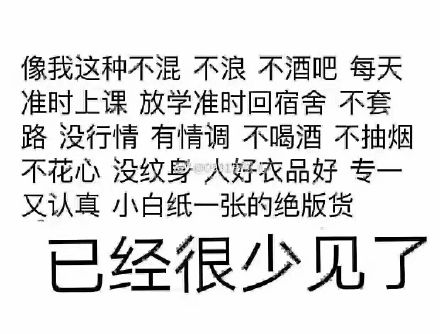 像我这种不混 不浪 不酒吧 每天
准时上课 放学准时回宿舍 不套
路 没行情 有情调 不喝酒 不抽烟
不花心 没纹身 人好衣品好 专一
又认真 小白纸一张的绝版货
已经很少见了